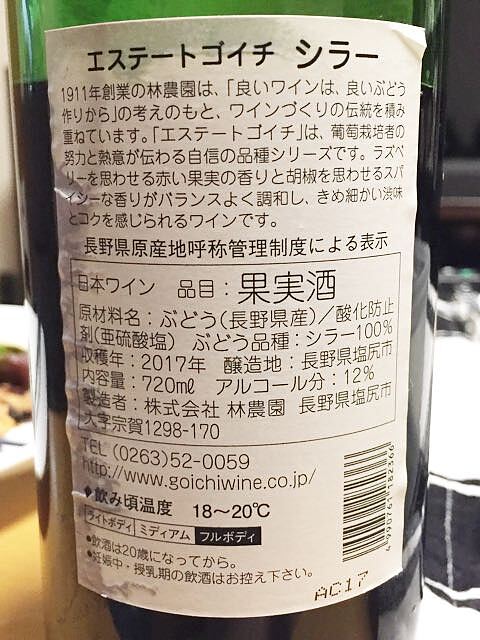 エステートゴイチ シラー
1911年創業の林農園は、「良いワインは、良いぶどう
作りから」の考えのもと、ワインづくりの伝統を積み
重ねています。「エステートゴイチ」は、葡萄栽培者の
努力と熱意が伝わる自信の品種シリーズです。ラズベ
リーを思わせる赤い果実の香りと胡椒を思わせるスパ
イシーな香りがバランスよく調和し、きめ細かい渋味
とコクを感じられるワインです。
長野県原産地呼称管理制度による表示
日本ワイン 品目：果実酒
原材料名：ぶどう（長野県産）／酸化防止
剤（亜硫酸塩） ぶどう品種：シラー100％
収穫年：2017年 醸造地：長野県塩尻市
内容量：720mℓ アルコール分：12％
製造者：株式会社 林農園 長野県塩尻市
大字宗賀1298-170
TEL (0263)52-0059
http://www.goichiwine.co.jp/
◆飲み頃温度 18～20℃
ライトボディ ミディアム フルボディ
●飲酒は20歳になってから。
●妊娠中・授乳期の飲酒はお控え下さい。
AC17